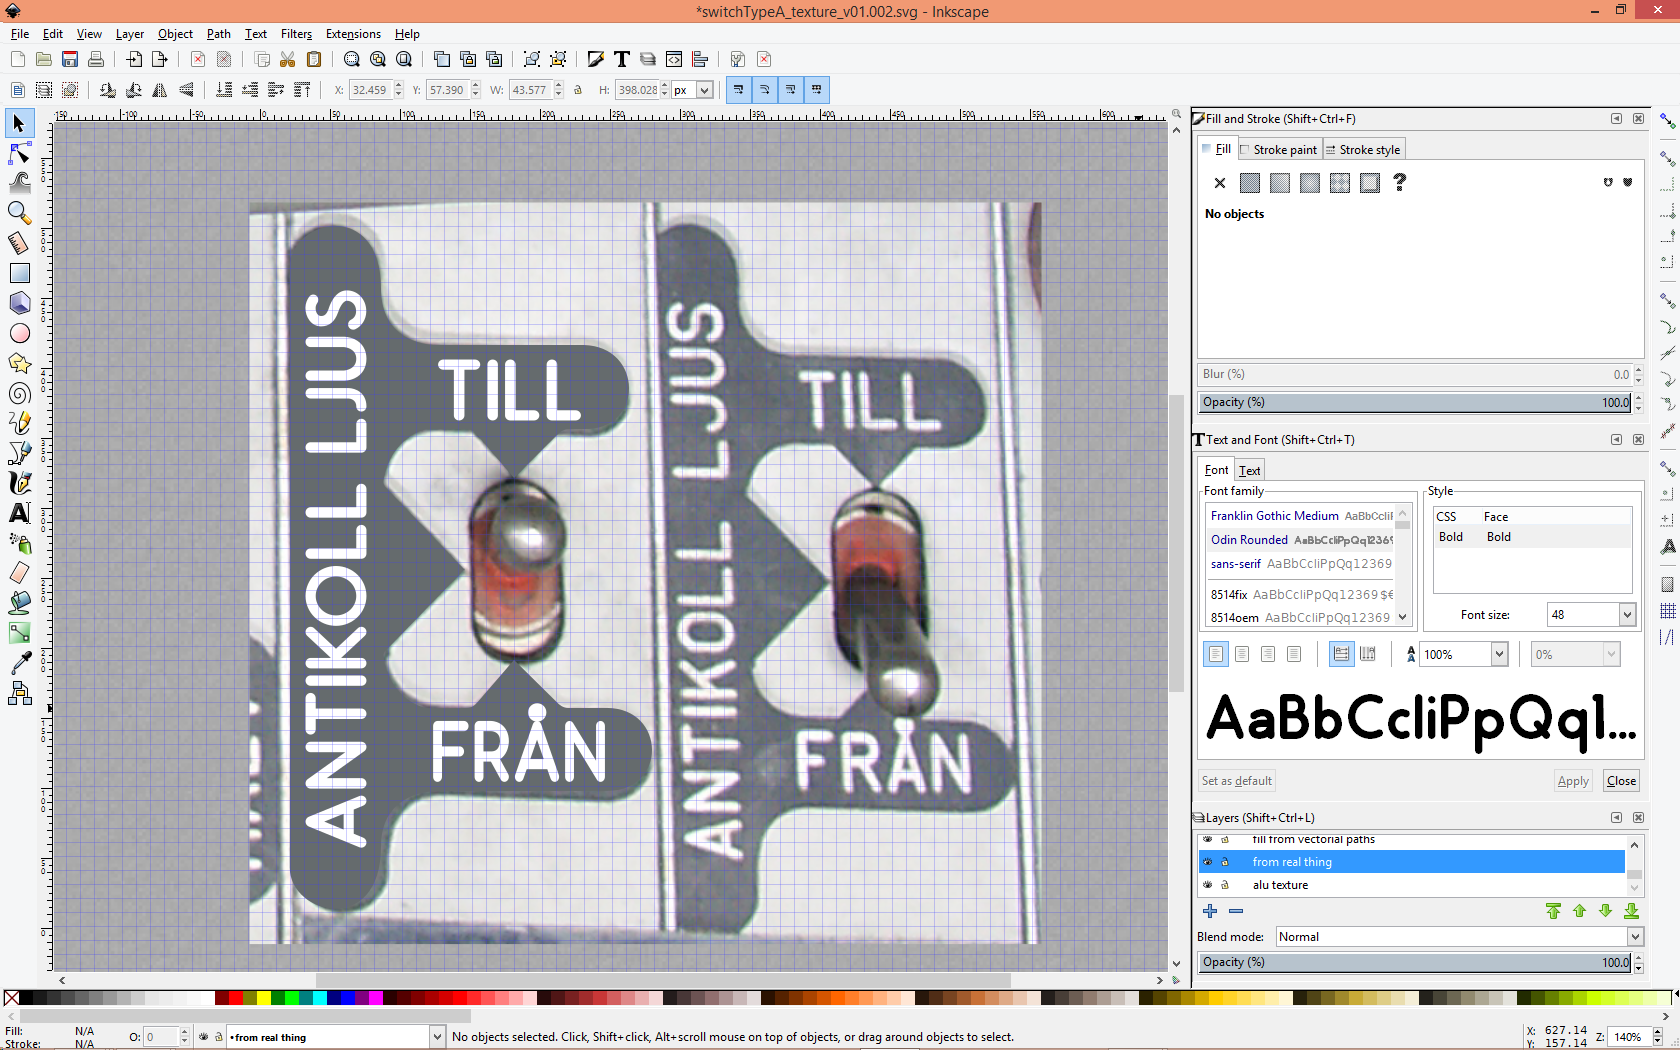 *switchTypeA_texture_v01.002.svg - Inkscape
File Edit View Layer Object Path Text Filters Extensions Help
X: 32.459 Y: 57.390 W: 43.577 H: 398.028 px
Fill and Stroke (Shift+Ctrl+F)
Fill Stroke paint Stroke style
No objects
Blur (%) 0.0
Opacity (%) 100.0
Text and Font (Shift+Ctrl+T)
Font Text
Font family Style
Franklin Gothic Medium AaBbCcIiF
Odin Rounded AaBbCcIiPpQq12369
sans-serif AaBbCcIiPpQq12369
8514fix AaBbCcIiPpQq12369$€
8514oem AaBbCcIiPpQq12369
CSS Face
Bold Bold
Font size: 48
100% 0%
AaBbCcIiPpQq1...
Set as default Apply Close
Layers (Shift+Ctrl+L)
fill from vectorial paths
from real thing
alu texture
Blend mode: Normal
Opacity (%) 100.0
ANTIKOLL LJUS
TILL
FRÅN
ANTIKOLL LJUS
TILL
FRÅN
Fill: N/A
Stroke: N/A
O: 0
•from real thing
No objects selected. Click, Shift+click, Alt+scroll mouse on top of objects, or drag around objects to select.
X: 627.14
Y: 157.14
Z: 140%